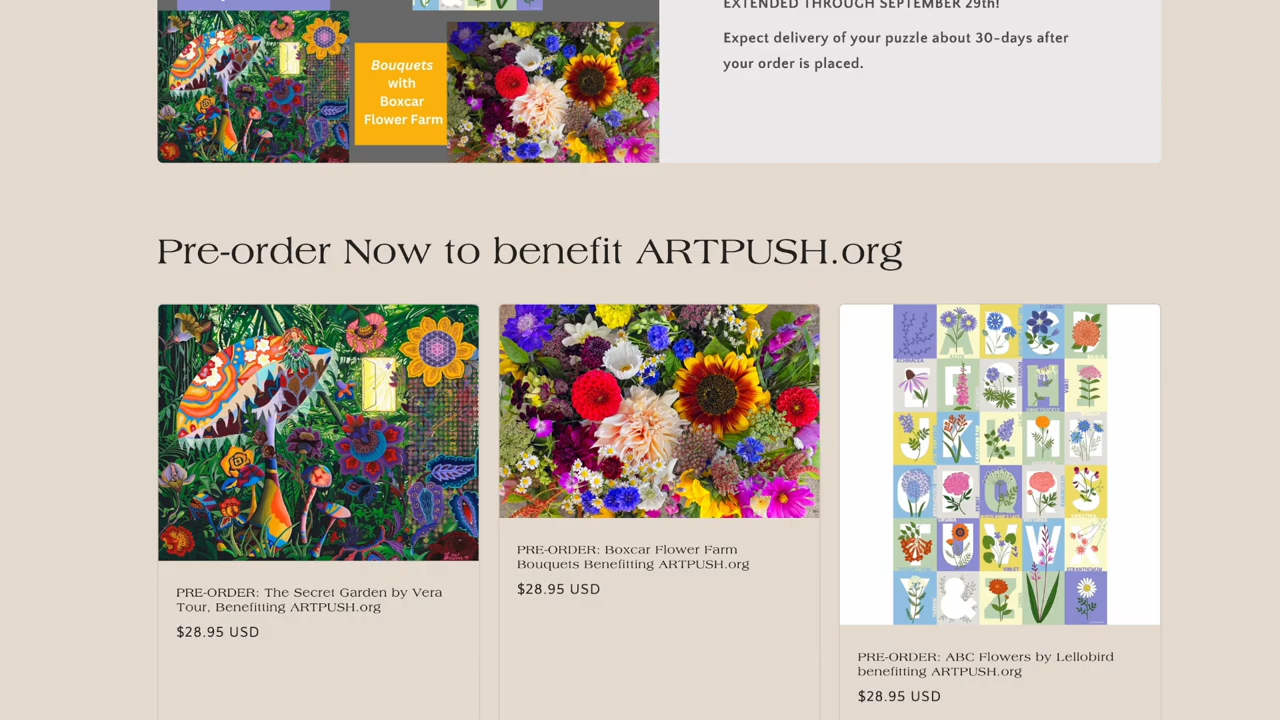 EXTENDED THROUGH SEPTEMBER 29th!
Expect delivery of your puzzle about 30-days after
your order is placed.
Bouquets
with
Boxcar
Flower Farm
Pre-order Now to benefit ARTPUSH.org
PRE-ORDER: The Secret Garden by Vera
Tour, Benefitting ARTPUSH.org
$28.95 USD
PRE-ORDER: Boxcar Flower Farm
Bouquets Benefitting ARTPUSH.org
$28.95 USD
ECHINACEA
VIOLET
XERANTHEMUM
PRE-ORDER: ABC Flowers by Lellobird
benefitting ARTPUSH.org
$28.95 USD